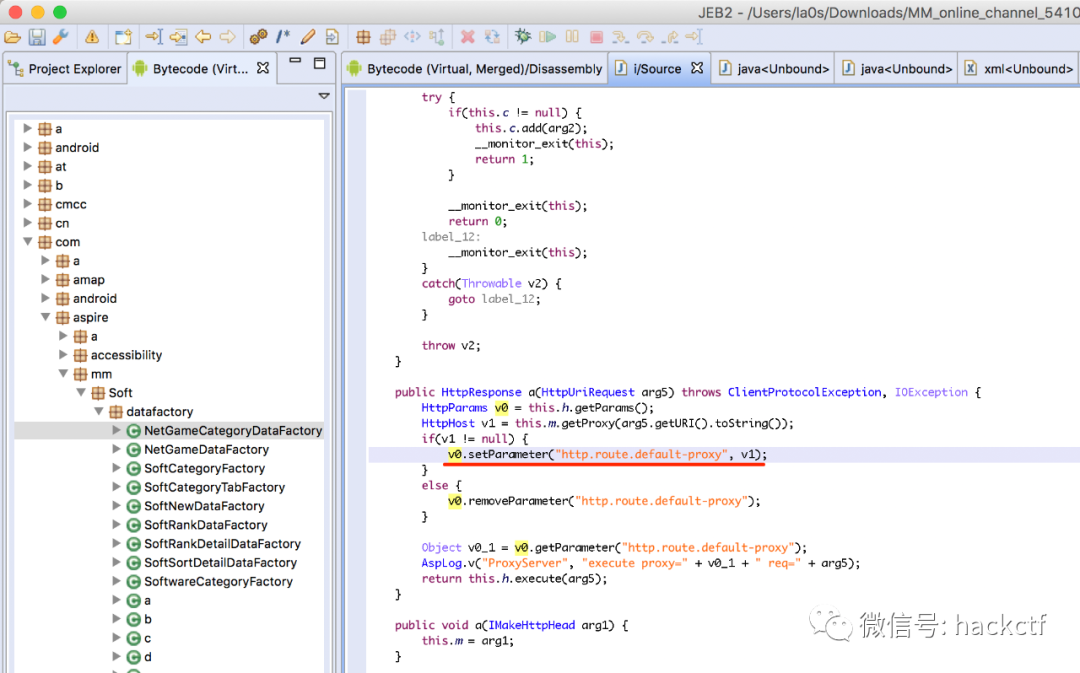 JEB2 - /Users/la0s/Downloads/MM_online_channel_5410
Project Explorer
Bytecode (Virt...
Bytecode (Virtual, Merged)/Disassembly
i/Source
java<Unbound>
java<Unbound>
xml<Unbound>
a
android
at
b
cmcc
cn
com
a
amap
android
aspire
a
accessibility
mm
Soft
datafactory
NetGameCategoryDataFactory
NetGameDataFactory
SoftCategoryFactory
SoftCategoryTabFactory
SoftNewDataFactory
SoftRankDataFactory
SoftRankDetailDataFactory
SoftSortDetailDataFactory
SoftwareCategoryFactory
a
b
c
d
try {
if(this.c != null) {
this.c.add(arg2);
__monitor_exit(this);
return 1;
}
__monitor_exit(this);
return 0;
label_12:
__monitor_exit(this);
}
catch(Throwable v2) {
goto label_12;
}
throw v2;
}
public HttpResponse a(HttpUriRequest arg5) throws ClientProtocolException, IOException {
HttpParams v0 = this.h.getParams();
HttpHost v1 = this.m.getProxy(arg5.getURI().toString());
if(v1 != null) {
v0.setParameter("http.route.default-proxy", v1);
}
else {
v0.removeParameter("http.route.default-proxy");
}
Object v0_1 = v0.getParameter("http.route.default-proxy");
AspLog.v("ProxyServer", "execute proxy=" + v0_1 + " req=" + arg5);
return this.h.execute(arg5);
}
public void a(IMakeHttpHead arg1) {
this.m = arg1;
}
微信号: hackctf